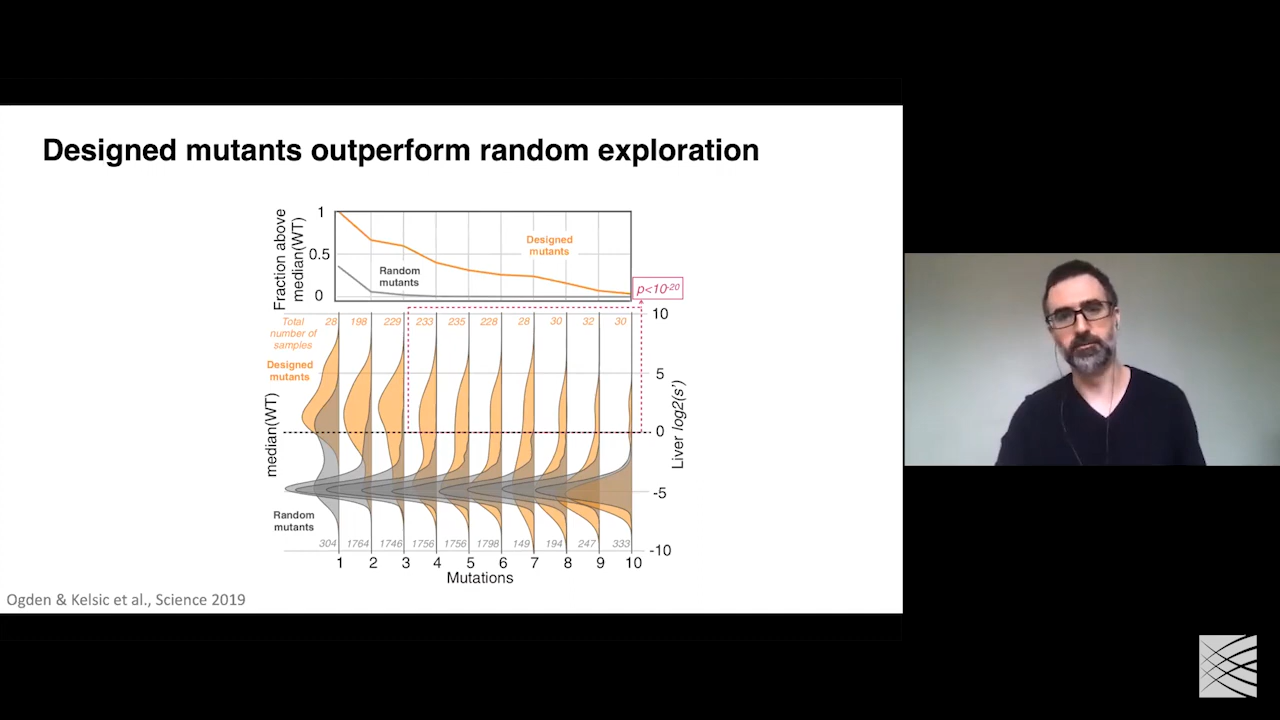 Designed mutants outperform random exploration
Fraction above
median(WT)
1
0.5
0
Designed
mutants
Random
mutants
p<10-20
Total
number of
samples
28 198 229 233 235 228 28 30 32 30
Designed
mutants
median(WT)
Random
mutants
304 1764 1746 1756 1756 1798 149 194 247 333
10
5
0
-5
-10
Liver log2(s')
1 2 3 4 5 6 7 8 9 10
Mutations
Ogden & Kelsic et al., Science 2019